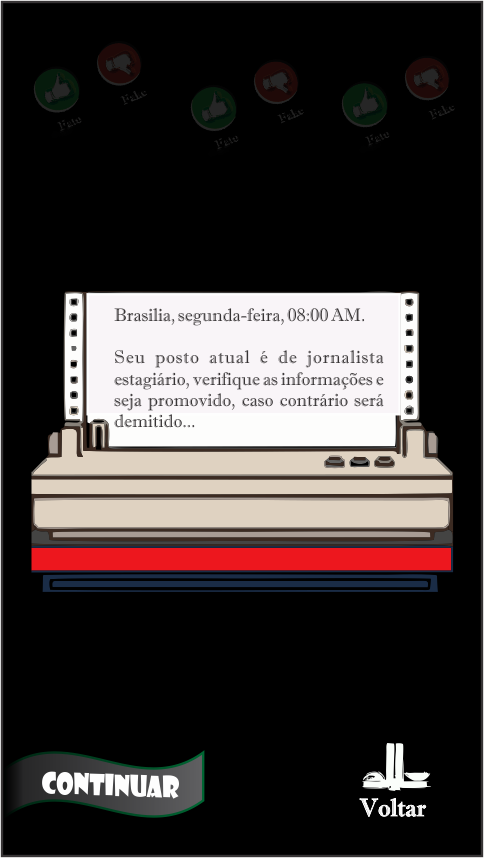 Fato
Fake
Fato
Fake
Fato
Fake
Brasilia, segunda-feira, 08:00 AM.
Seu posto atual é de jornalista
estagiário, verifique as informações e
seja promovido, caso contrário será
demitido...
CONTINUAR
Voltar